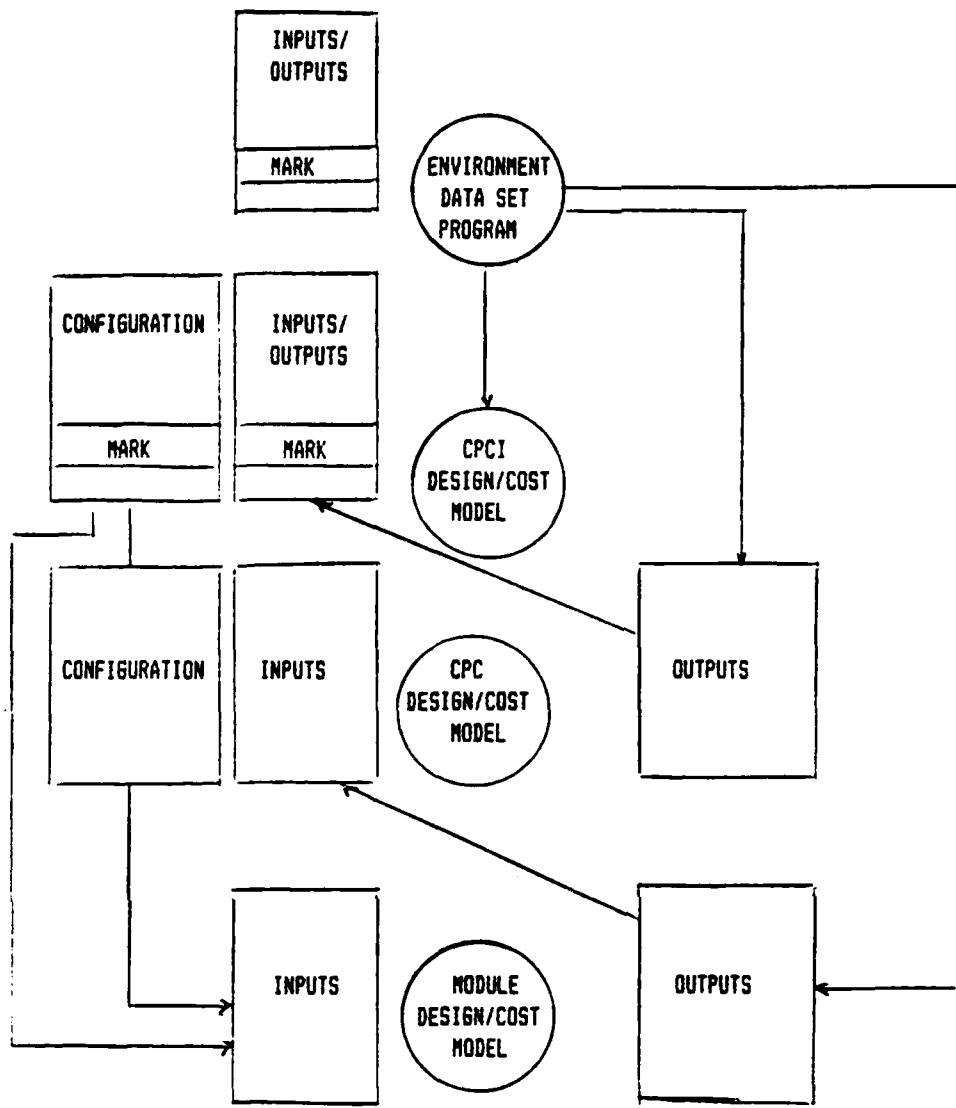 INPUTS/
OUTPUTS
MARK
ENVIRONMENT
DATA SET
PROGRAM
CONFIGURATION
MARK
INPUTS/
OUTPUTS
MARK
CPCI
DESIGN/COST
MODEL
CONFIGURATION
INPUTS
CPC
DESIGN/COST
MODEL
OUTPUTS
INPUTS
MODULE
DESIGN/COST
MODEL
OUTPUTS